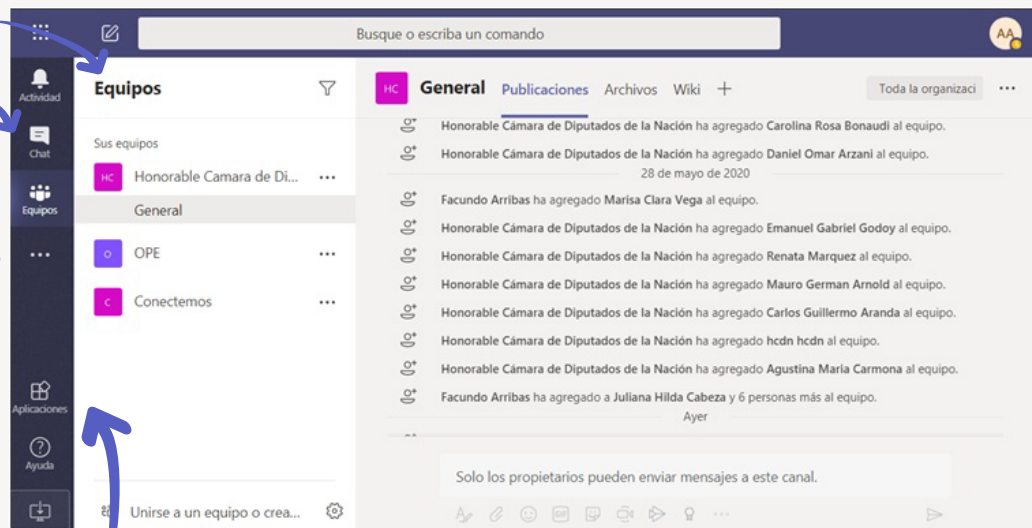 Busque o escriba un comando
AA
Actividad
Chat
Equipos
Aplicaciones
Ayuda
Equipos
Sus equipos
HC Honorable Camara de Di... ...
General
O OPE ...
C Conectemos ...
Unirse a un equipo o crea...
HC General Publicaciones Archivos Wiki + Toda la organizaci ...
Honorable Cámara de Diputados de la Nación ha agregado Carolina Rosa Bonaudi al equipo.
Honorable Cámara de Diputados de la Nación ha agregado Daniel Omar Arzani al equipo.
28 de mayo de 2020
Facundo Arribas ha agregado Marisa Clara Vega al equipo.
Honorable Cámara de Diputados de la Nación ha agregado Emanuel Gabriel Godoy al equipo.
Honorable Cámara de Diputados de la Nación ha agregado Renata Marquez al equipo.
Honorable Cámara de Diputados de la Nación ha agregado Mauro German Arnold al equipo.
Honorable Cámara de Diputados de la Nación ha agregado Carlos Guillermo Aranda al equipo.
Honorable Cámara de Diputados de la Nación ha agregado hcdn hcdn al equipo.
Honorable Cámara de Diputados de la Nación ha agregado Agustina Maria Carmona al equipo.
Facundo Arribas ha agregado a Juliana Hilda Cabeza y 6 personas más al equipo.
Ayer
Solo los propietarios pueden enviar mensajes a este canal.
GIF